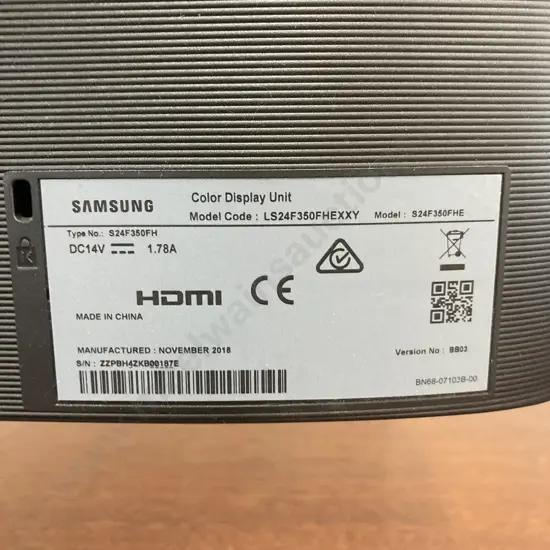 SAMSUNG
Color Display Unit
Model Code : LS24F350FHEXXY Model : S24F350FHE
Type No.: S24F350FH
DC14V 1.78A
HDMI CE
MADE IN CHINA
MANUFACTURED : NOVEMBER 2018
Version No : BB03
S/N : ZZPBH4ZKB00187E
BN68-07103B-00